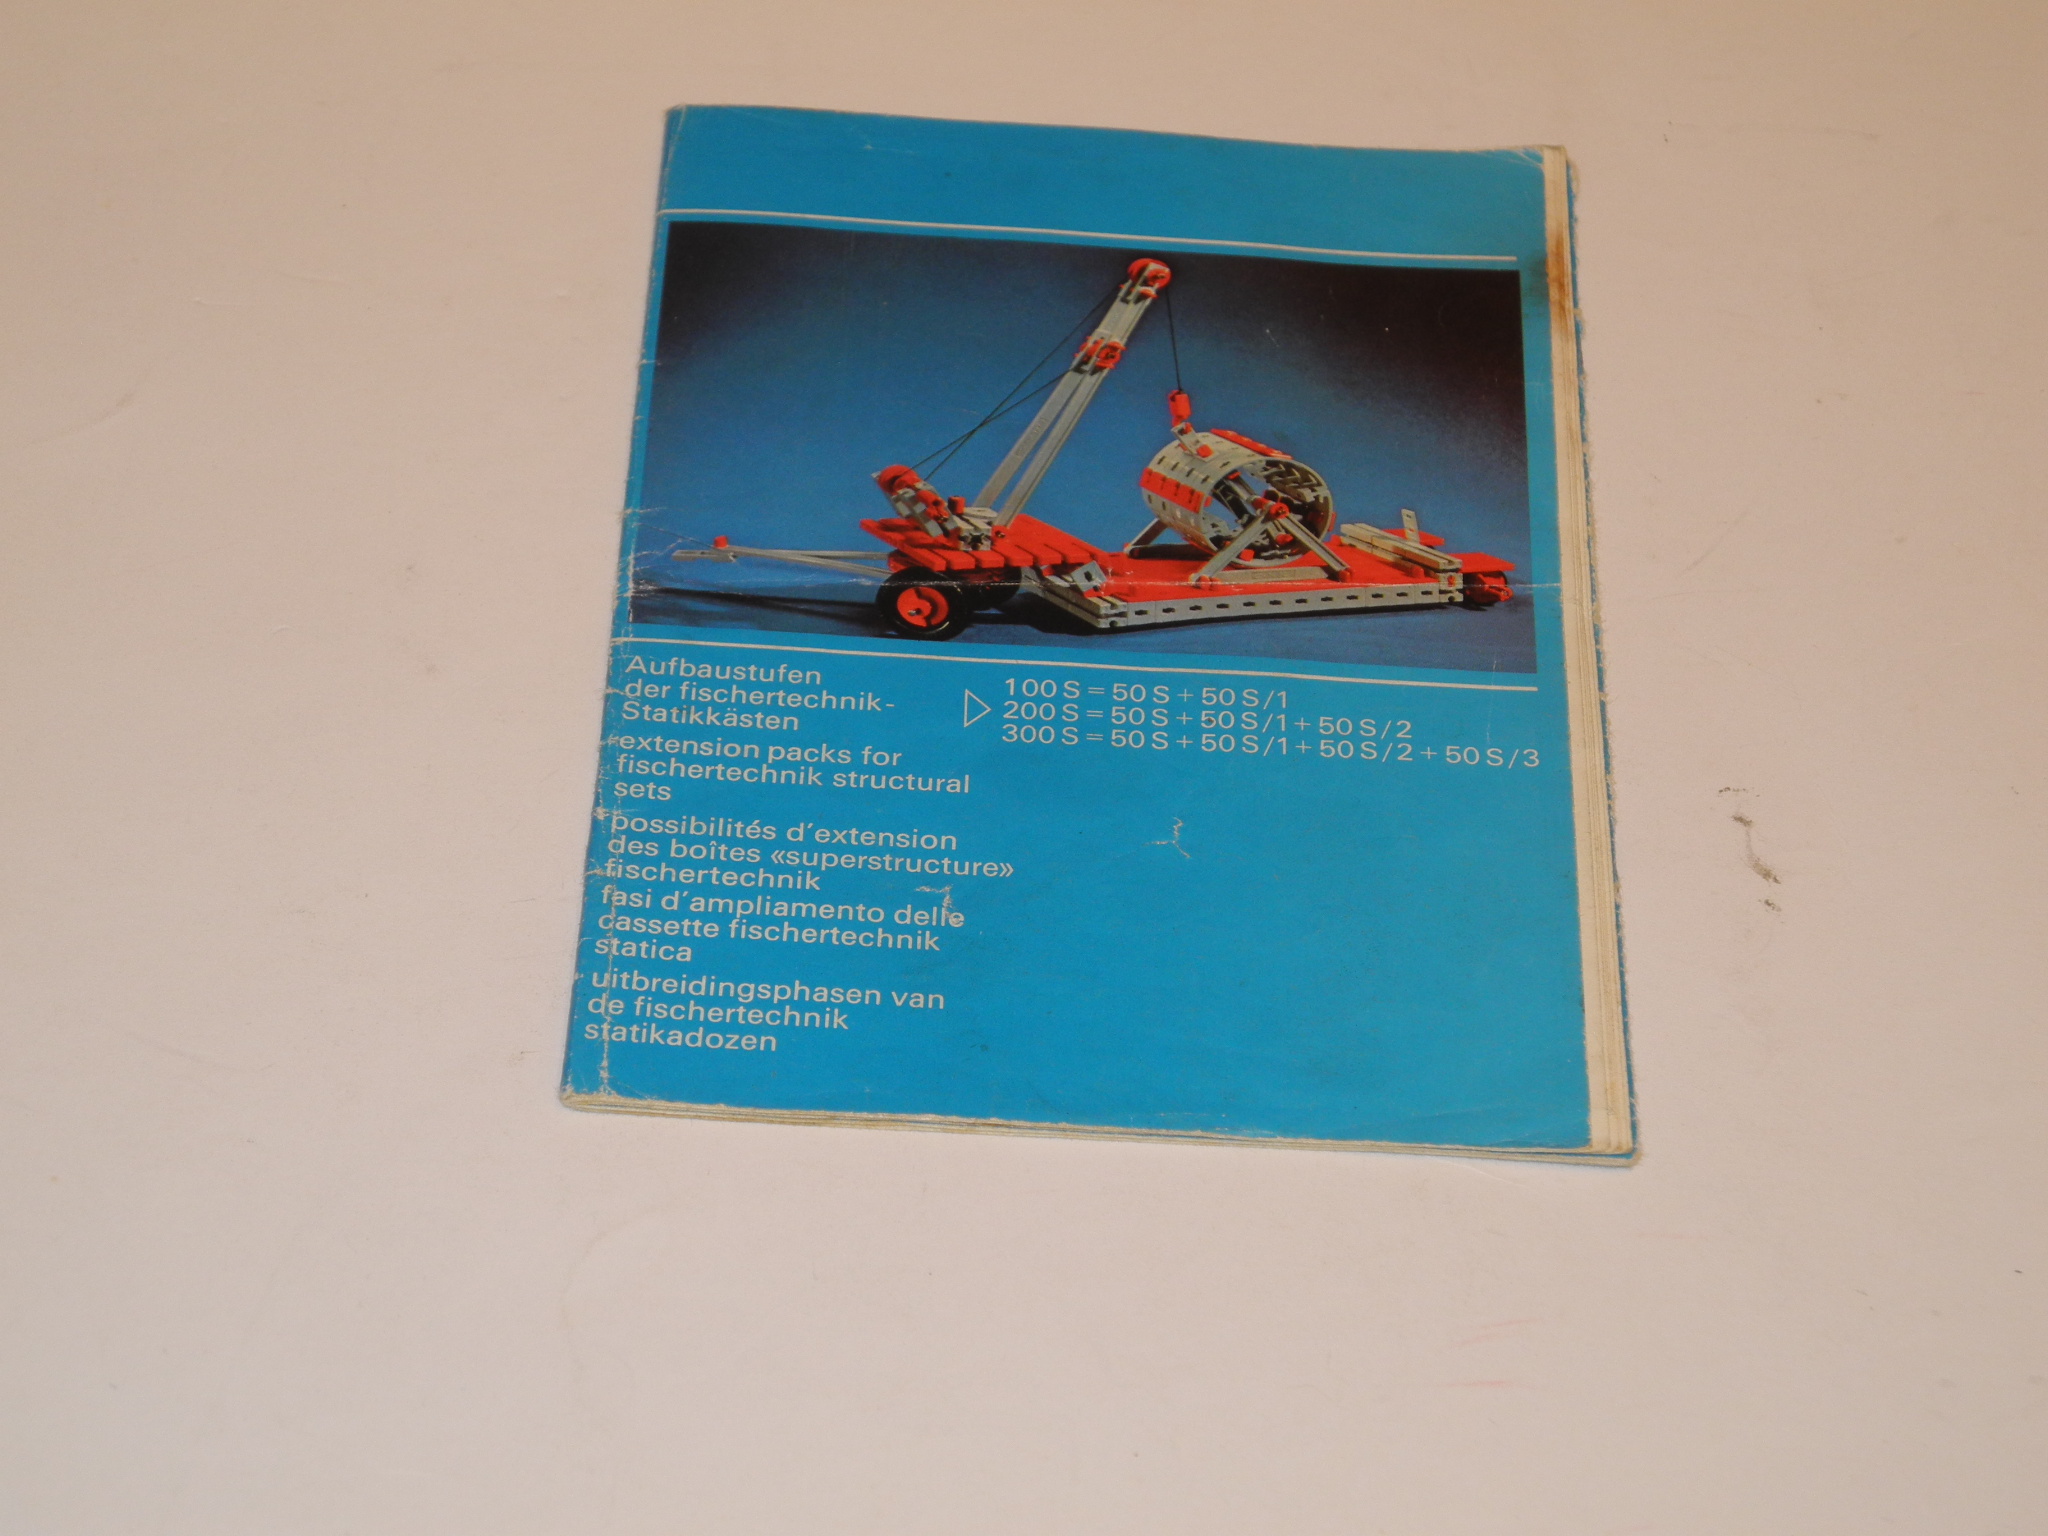 Aufbaustufen
der fischertechnik-
Statikkästen
100 S = 50 S + 50 S/1
200 S = 50 S + 50 S/1 + 50 S/2
300 S = 50 S + 50 S/1 + 50 S/2 + 50 S/3
extension packs for
fischertechnik structural
sets
possibilités d'extension
des boîtes «superstructure»
fischertechnik
fasi d'ampliamento delle
cassette fischertechnik
statica
uitbreidingsphasen van
de fischertechnik
statikadozen